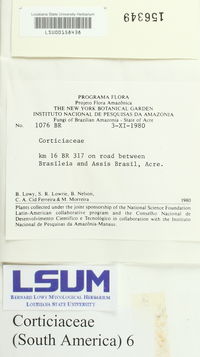 Louisiana State University Herbarium
LSU00158438
156349
PROGRAMA FLORA
Projeto Flora Amazônica
THE NEW YORK BOTANICAL GARDEN
INSTITUTO NACIONAL DE PESQUISAS DA AMAZONIA
Fungi of Brazilian Amazonia - State of Acre
No. 1076 BR 3-XI-1980
Corticiaceae
km 16 BR 317 on road between
Brasileia and Assis Brasil, Acre.
B. Lowy, S. R. Lowrie, B. Nelson,
C. A. Cid Ferreira & M. Moreira 1980
Plants collected under the joint sponsorship of the National Science Foundation
Latin-American collaborative program and the Conselho Nacional de
Desenvolvimento Científico e Tecnológico in collaboration with the Instituto
Nacional de Pesquisas da Amazônia-Manaus.
LSUM
BERNARD LOWY MYCOLOGICAL HERBARIUM
LOUISIANA STATE UNIVERSITY
Corticiaceae
(South America) 6